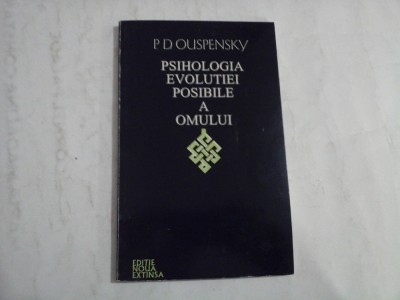 P D OUSPENSKY
PSIHOLOGIA
EVOLUTIEI
POSIBILE
A
OMULUI
EDITIE
NOUA
EXTINSA